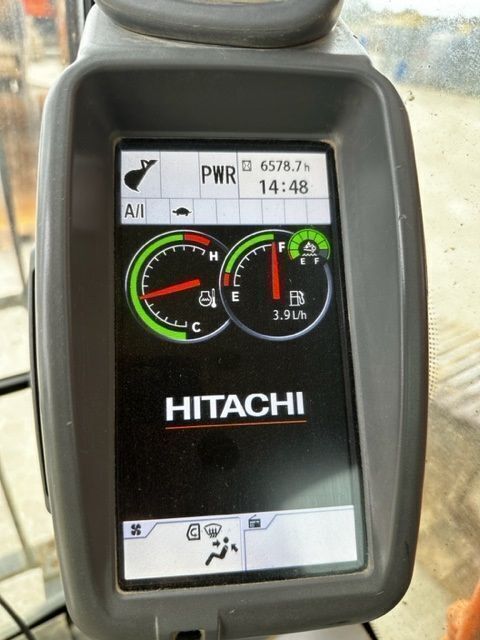 PWR
6578.7 h
14:48
A/I
H
C
F
E
E F
3.9 L/h
HITACHI
C